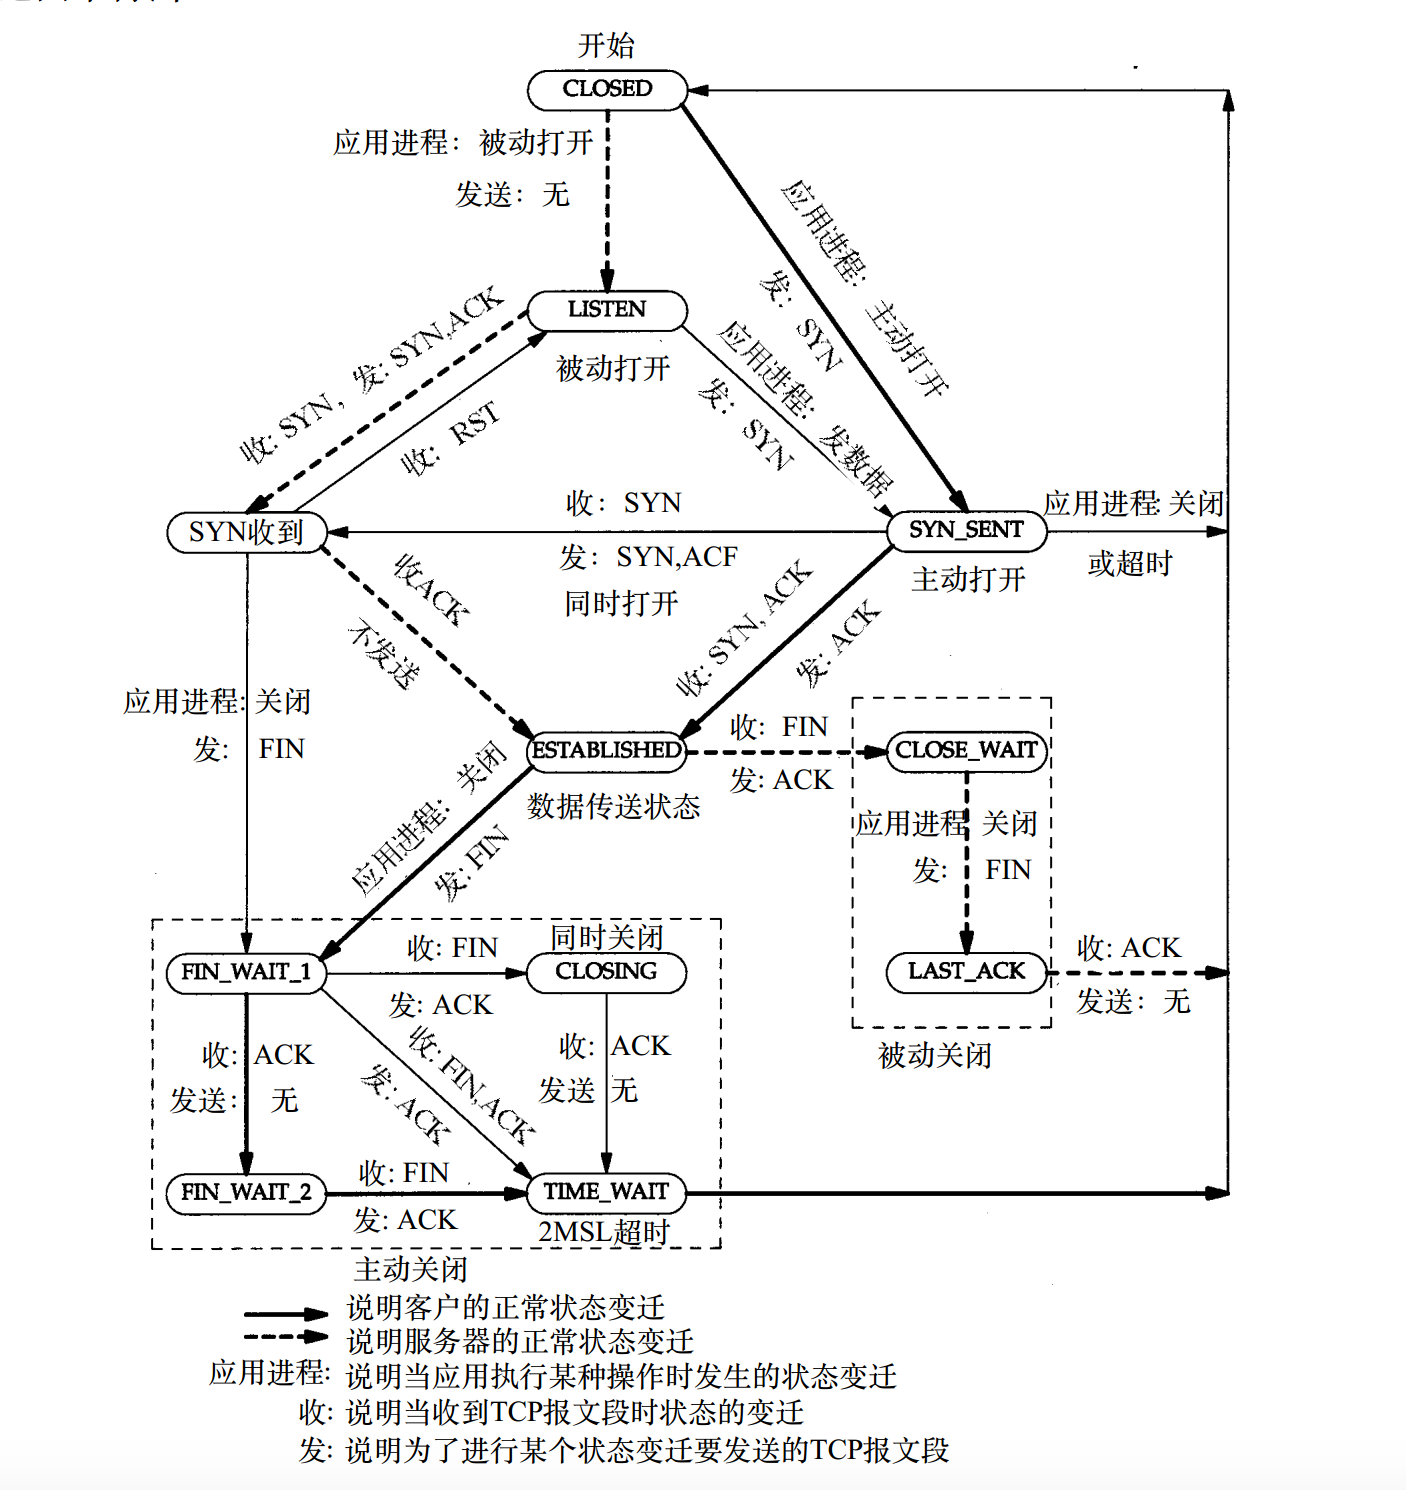 开始
CLOSED
应用进程：被动打开
发送：无
应用进程：主动打开
发：SYN
LISTEN
被动打开
收: SYN，发: SYN,ACK
收：RST
应用进程：发数据
发：SYN
SYN收到
收：SYN
发：SYN,ACF
同时打开
SYN_SENT
主动打开
应用进程: 关闭
或超时
收ACK
不发送
收: SYN, ACK
发: ACK
应用进程: 关闭
发: FIN
ESTABLISHED
数据传送状态
收: FIN
发: ACK
CLOSE_WAIT
应用进程 关闭
发: FIN
应用进程：关闭
发: FIN
FIN_WAIT_1
收: FIN
发: ACK
同时关闭
CLOSING
LAST_ACK
收: ACK
发送：无
被动关闭
收: ACK
发送: 无
收: FIN,ACK
发: ACK
收: ACK
发送 无
FIN_WAIT_2
收: FIN
发: ACK
TIME_WAIT
2MSL超时
主动关闭
说明客户的正常状态变迁
说明服务器的正常状态变迁
应用进程: 说明当应用执行某种操作时发生的状态变迁
收: 说明当收到TCP报文段时状态的变迁
发: 说明为了进行某个状态变迁要发送的TCP报文段